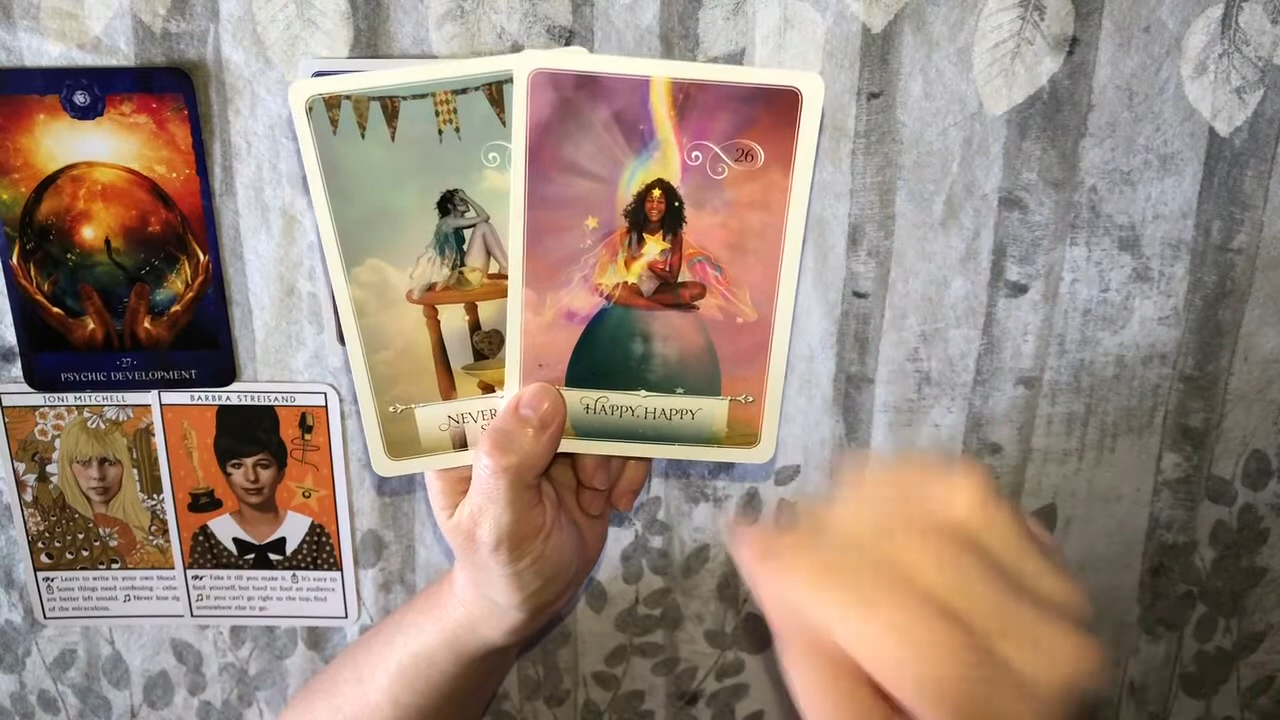 26
NEVER
HAPPY, HAPPY
·27·
PSYCHIC DEVELOPMENT
JONI MITCHELL
Learn to write in your own blood
Some things need confessing – othe
are better left unsaid. Never lose sig
of the miraculous.
BARBRA STREISAND
Fake it till you make it. It's easy to
fool yourself, but hard to fool an audience.
If you can't go right to the top, find
somewhere else to go.